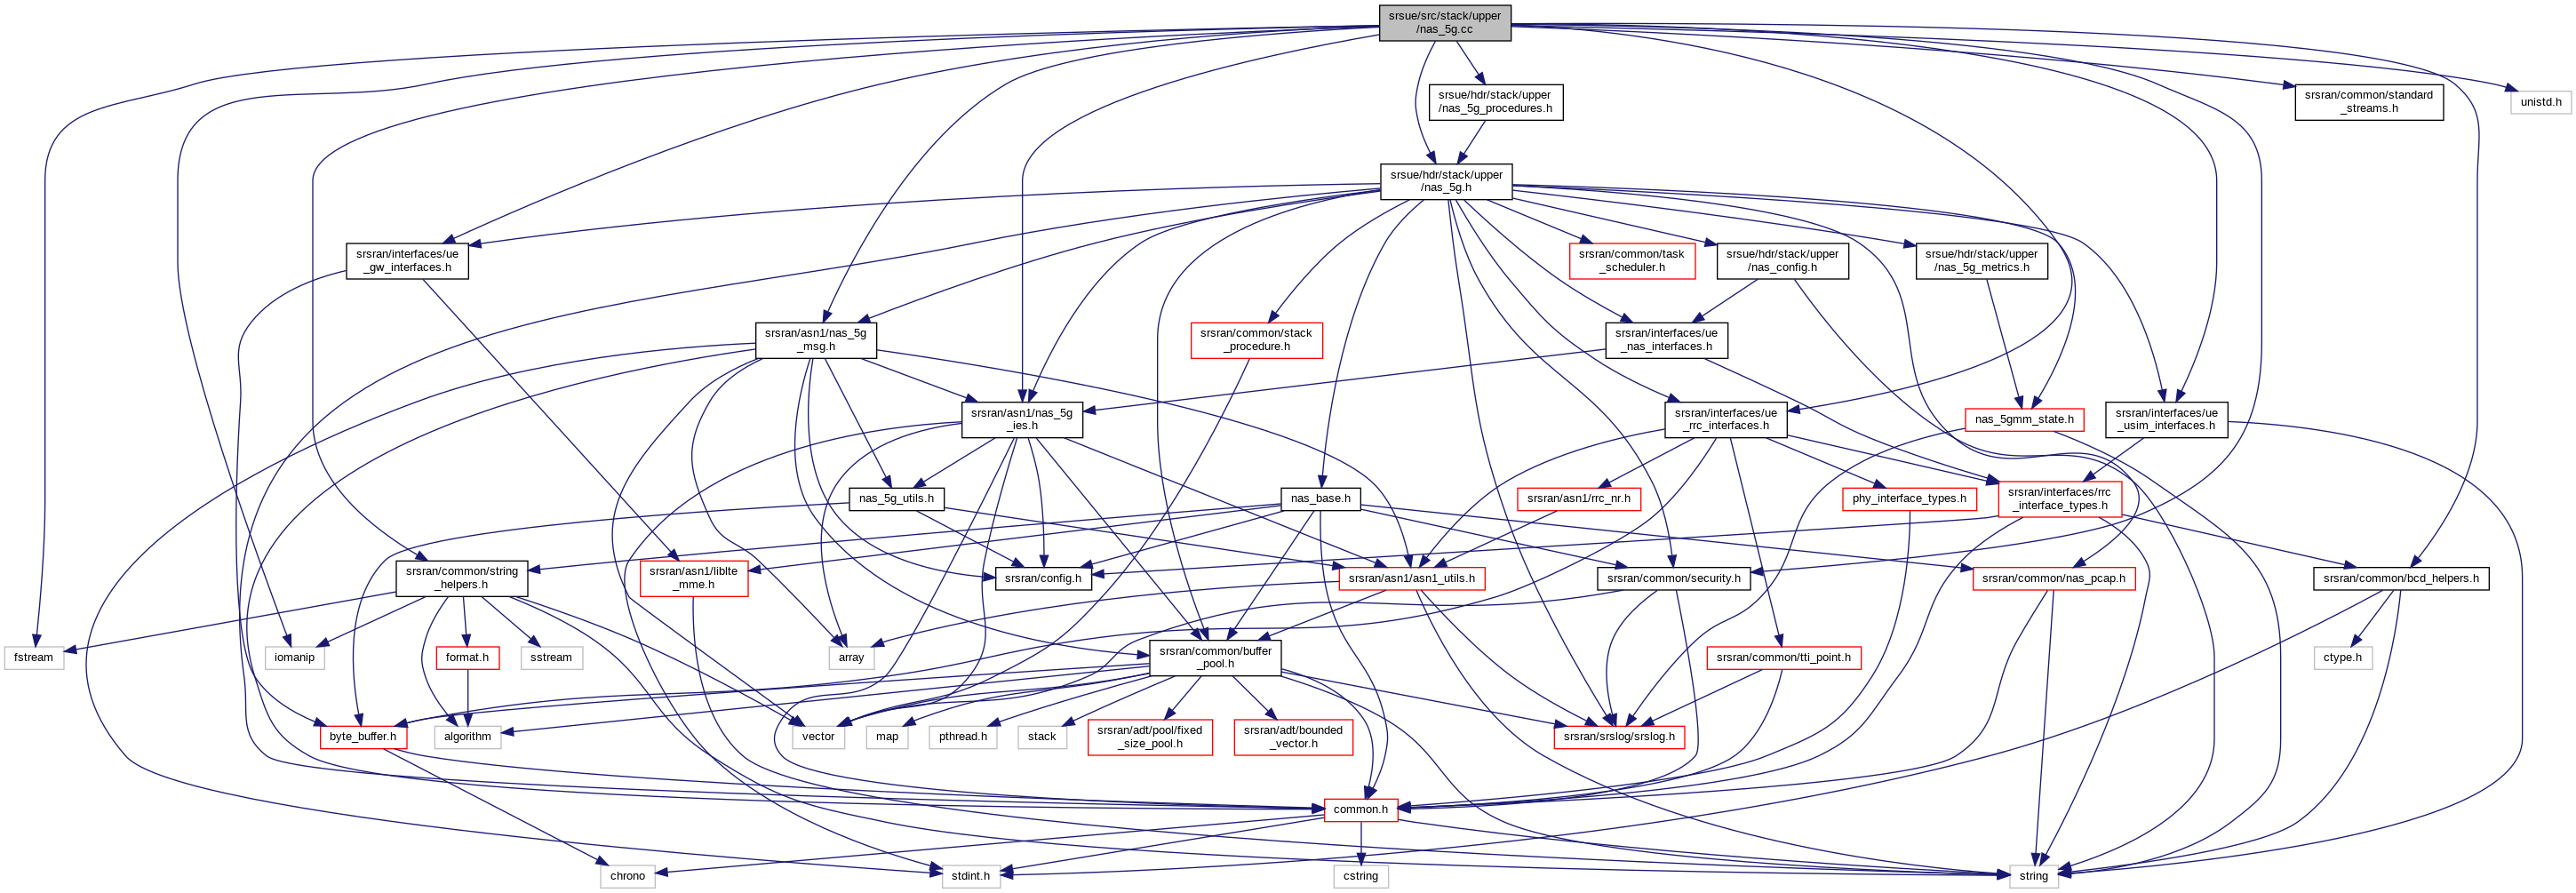 srsue/src/stack/upper
/nas_5g.cc
srsue/hdr/stack/upper
/nas_5g_procedures.h
srsran/common/standard
_streams.h
unistd.h
srsue/hdr/stack/upper
/nas_5g.h
srsran/interfaces/ue
_gw_interfaces.h
srsran/common/task
_scheduler.h
srsue/hdr/stack/upper
/nas_config.h
srsue/hdr/stack/upper
/nas_5g_metrics.h
srsran/asn1/nas_5g
_msg.h
srsran/common/stack
_procedure.h
srsran/interfaces/ue
_nas_interfaces.h
srsran/asn1/nas_5g
_ies.h
srsran/interfaces/ue
_rrc_interfaces.h
nas_5gmm_state.h
srsran/interfaces/ue
_usim_interfaces.h
nas_5g_utils.h
nas_base.h
srsran/asn1/rrc_nr.h
phy_interface_types.h
srsran/interfaces/rrc
_interface_types.h
srsran/common/string
_helpers.h
srsran/asn1/liblte
_mme.h
srsran/config.h
srsran/asn1/asn1_utils.h
srsran/common/security.h
srsran/common/nas_pcap.h
srsran/common/bcd_helpers.h
fstream
iomanip
format.h
sstream
array
srsran/common/buffer
_pool.h
srsran/common/tti_point.h
ctype.h
byte_buffer.h
algorithm
vector
map
pthread.h
stack
srsran/adt/pool/fixed
_size_pool.h
srsran/adt/bounded
_vector.h
srsran/srslog/srslog.h
common.h
chrono
stdint.h
cstring
string